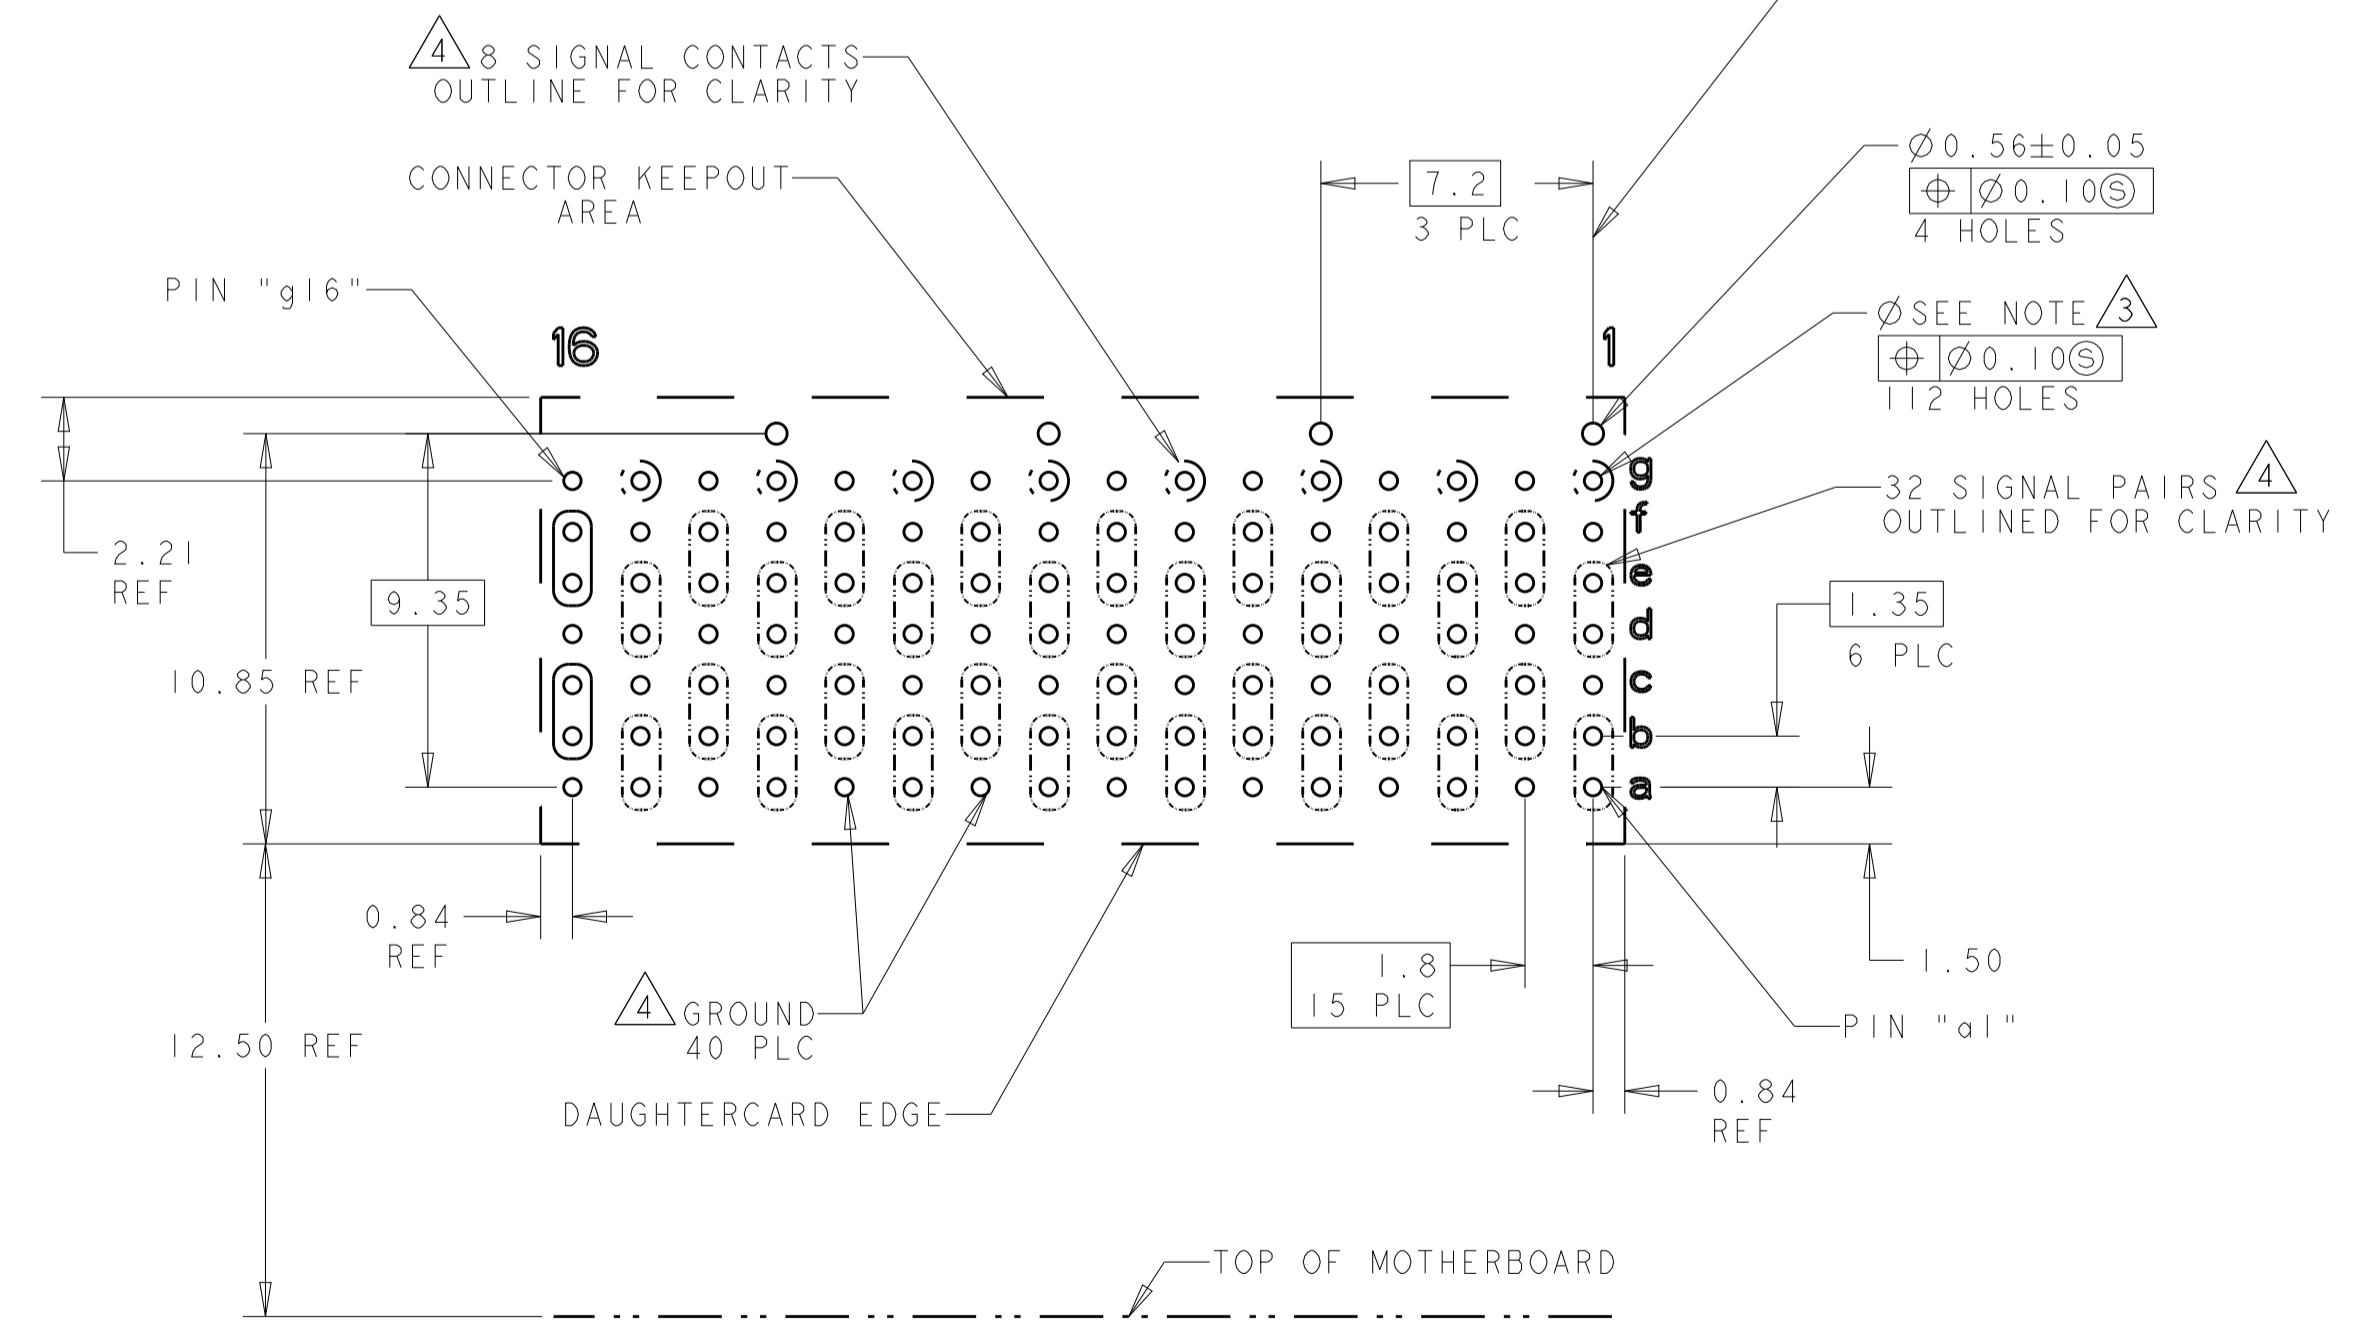 4 8 SIGNAL CONTACTS
OUTLINE FOR CLARITY
CONNECTOR KEEPOUT
AREA
PIN "g16"
16
7.2
3 PLC
Ø0.56±0.05
⌖ Ø0.10Ⓢ
4 HOLES
ØSEE NOTE 3
⌖ Ø0.10Ⓢ
112 HOLES
1
32 SIGNAL PAIRS 4
OUTLINED FOR CLARITY
g
f
e
d
c
b
a
2.21
REF
9.35
10.85 REF
1.35
6 PLC
0.84
REF
12.50 REF
4 GROUND
40 PLC
DAUGHTERCARD EDGE
1.8
15 PLC
1.50
PIN "a1"
0.84
REF
TOP OF MOTHERBOARD